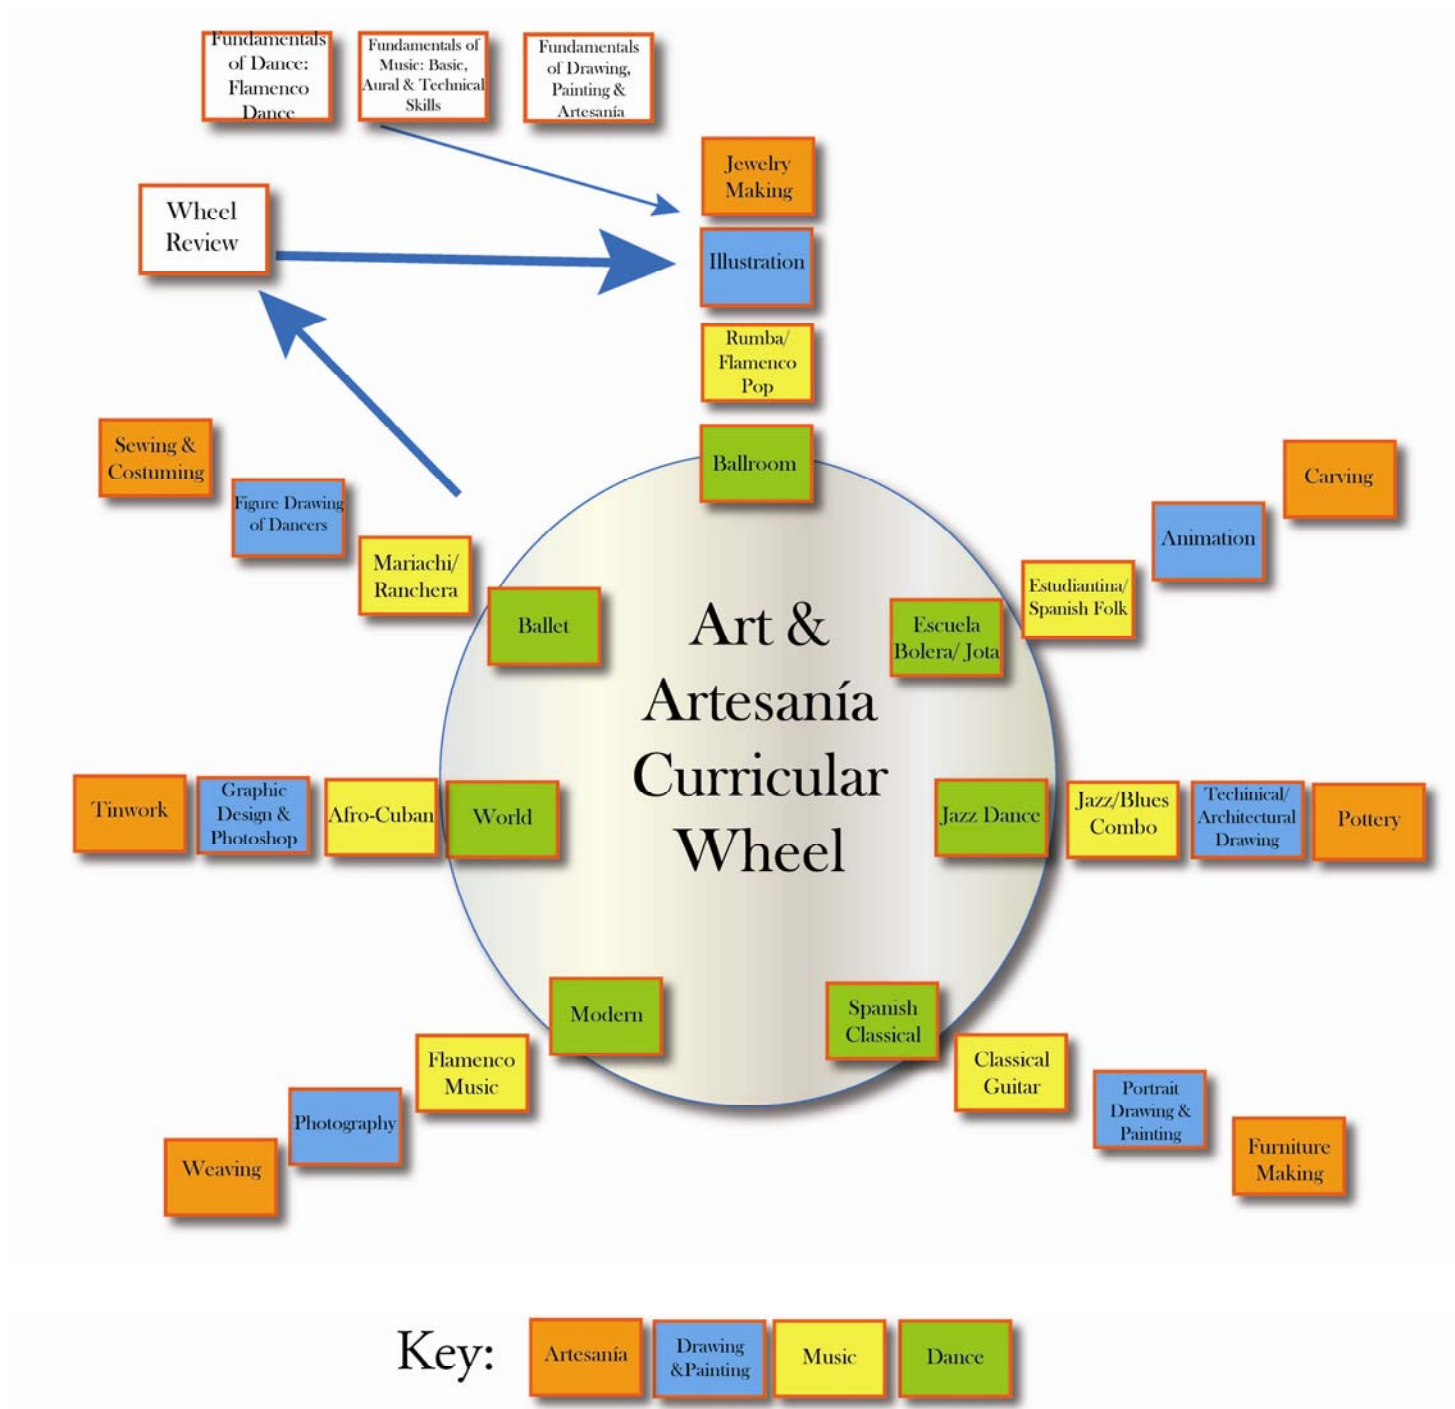 Fundamentals
of Dance:
Flamenco
Dance
Fundamentals of
Music: Basic,
Aural & Technical
Skills
Fundamentals
of Drawing,
Painting &
Artesanía
Jewelry
Making
Wheel
Review
Illustration
Rumba/
Flamenco
Pop
Ballroom
Sewing &
Costuming
Figure Drawing
of Dancers
Mariachi/
Ranchera
Ballet
Carving
Animation
Estudiantina/
Spanish Folk
Escuela
Bolera/ Jota
Art &
Artesanía
Curricular
Wheel
Tinwork
Graphic
Design &
Photoshop
Afro-Cuban
World
Jazz Dance
Jazz/Blues
Combo
Techinical/
Architectural
Drawing
Pottery
Modern
Flamenco
Music
Photography
Weaving
Spanish
Classical
Classical
Guitar
Portrait
Drawing &
Painting
Furniture
Making
Key:
Artesanía
Drawing
&Painting
Music
Dance